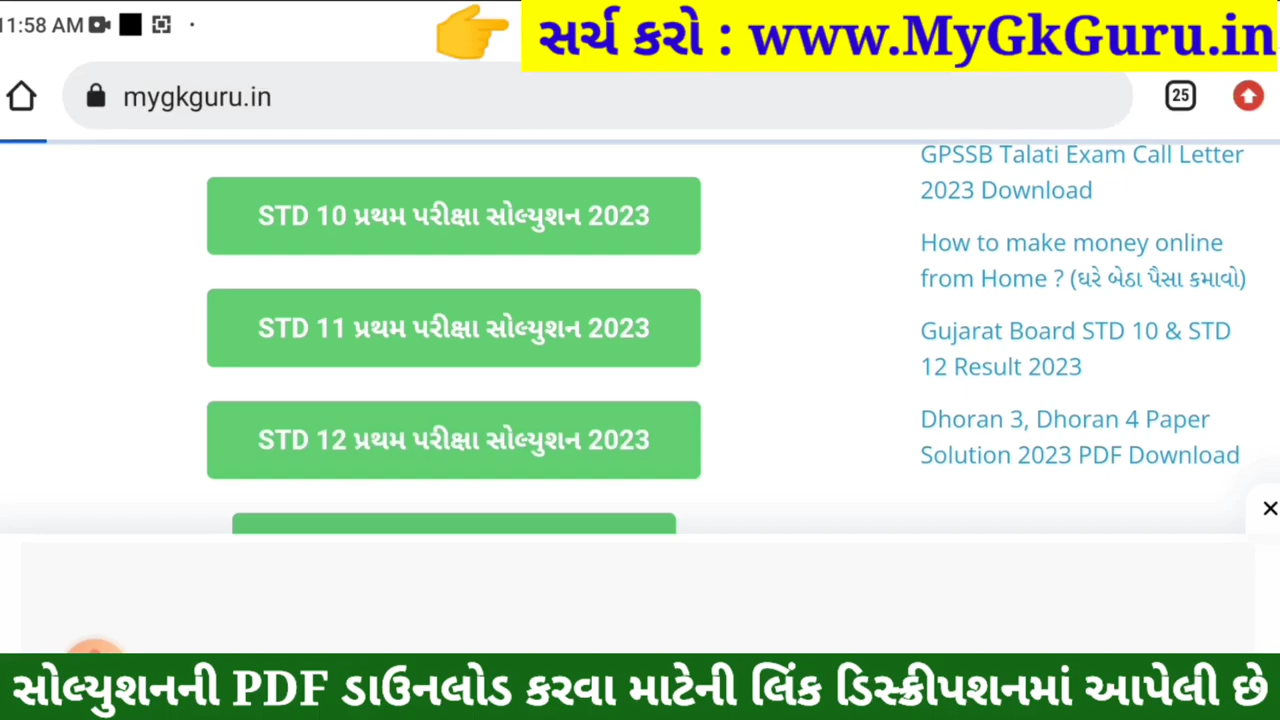 11:58 AM
સર્ચ કરો : www.MyGkGuru.in
mygkguru.in
25
GPSSB Talati Exam Call Letter
2023 Download
STD 10 પ્રથમ પરીક્ષા સોલ્યુશન 2023
How to make money online
from Home ? (ઘરે બેઠા પૈસા કમાવો)
STD 11 પ્રથમ પરીક્ષા સોલ્યુશન 2023
Gujarat Board STD 10 & STD
12 Result 2023
STD 12 પ્રથમ પરીક્ષા સોલ્યુશન 2023
Dhoran 3, Dhoran 4 Paper
Solution 2023 PDF Download
સોલ્યુશનની PDF ડાઉનલોડ કરવા માટેની લિંક ડિસ્ક્રીપશનમાં આપેલી છે